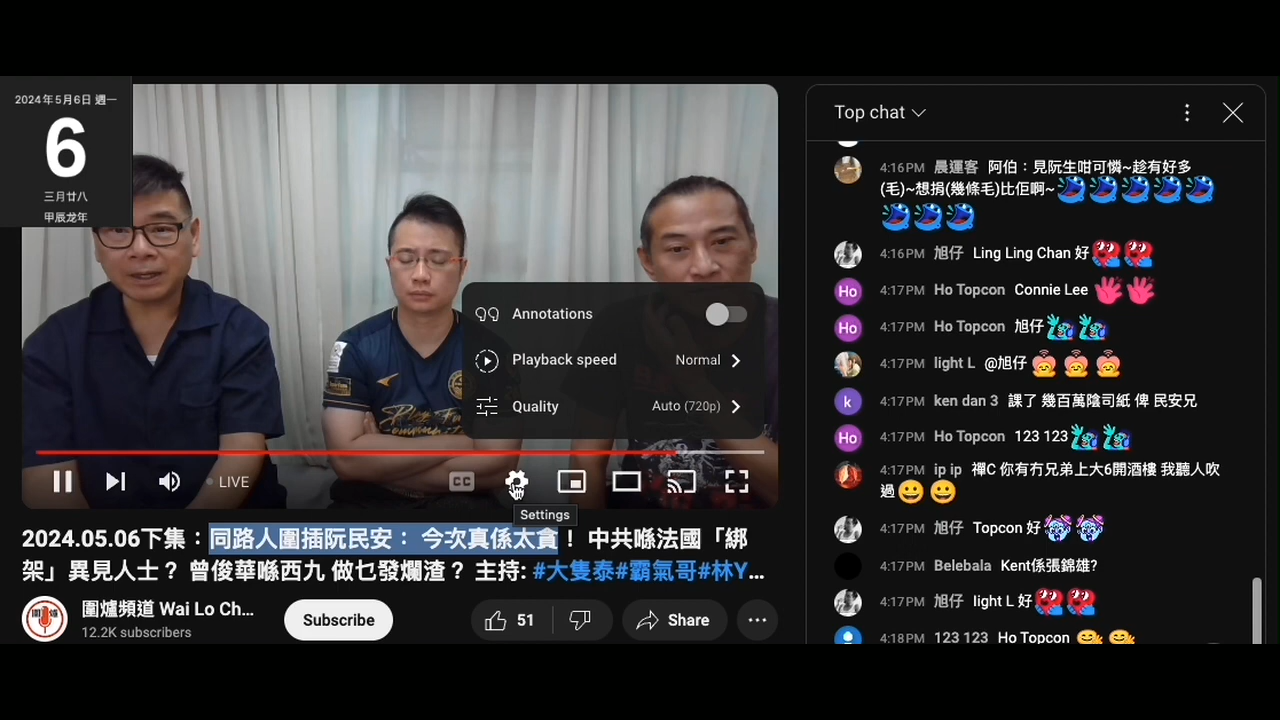 2024年5月6日 週一
6
三月廿八
甲辰龙年
Annotations
Playback speed
Normal
Quality
Auto (720p)
LIVE
CC
Settings
2024.05.06下集：同路人圍插阮民安： 今次真係太貪！ 中共喺法國「綁
架」異見人士？ 曾俊華喺西九 做乜發爛渣？ 主持: #大隻泰#霸氣哥#林Y...
圍爐頻道 Wai Lo Ch...
12.2K subscribers
Subscribe
51
Share
Top chat
4:16PM 晨運客 阿伯：見阮生咁可憐~趁有好多
(毛)~想捐(幾條毛)比佢啊~
4:16PM 旭仔 Ling Ling Chan 好
Ho
4:17PM Ho Topcon Connie Lee
Ho
4:17PM Ho Topcon 旭仔
4:17PM light L @旭仔
k
4:17PM ken dan 3 課了 幾百萬陰司紙 俾 民安兄
Ho
4:17PM Ho Topcon 123 123
4:17PM ip ip 禪C 你有冇兄弟上大6開酒樓 我聽人吹
過
4:17PM 旭仔 Topcon 好
4:17PM Belebala Kent係張錦雄?
4:17PM 旭仔 light L 好
4:18PM 123 123 Ho Topcon